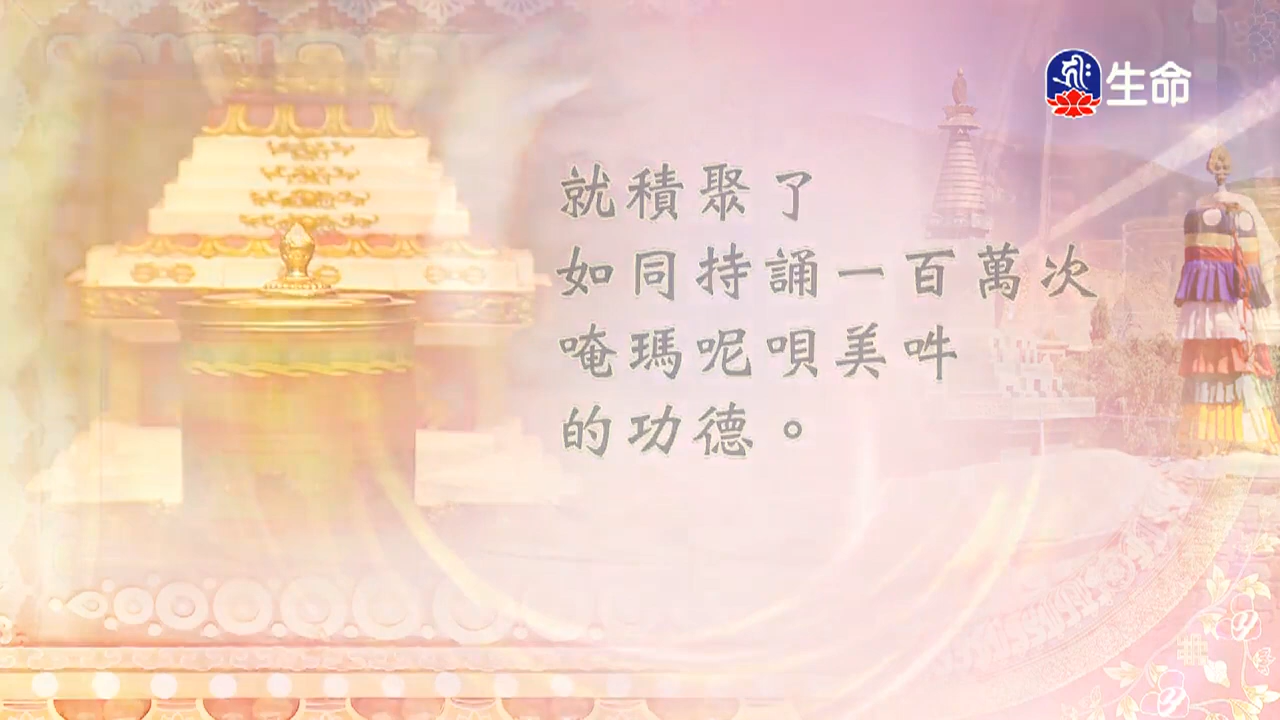 生命
就積聚了
如同持誦一百萬次
唵瑪呢唄美吽
的功德。